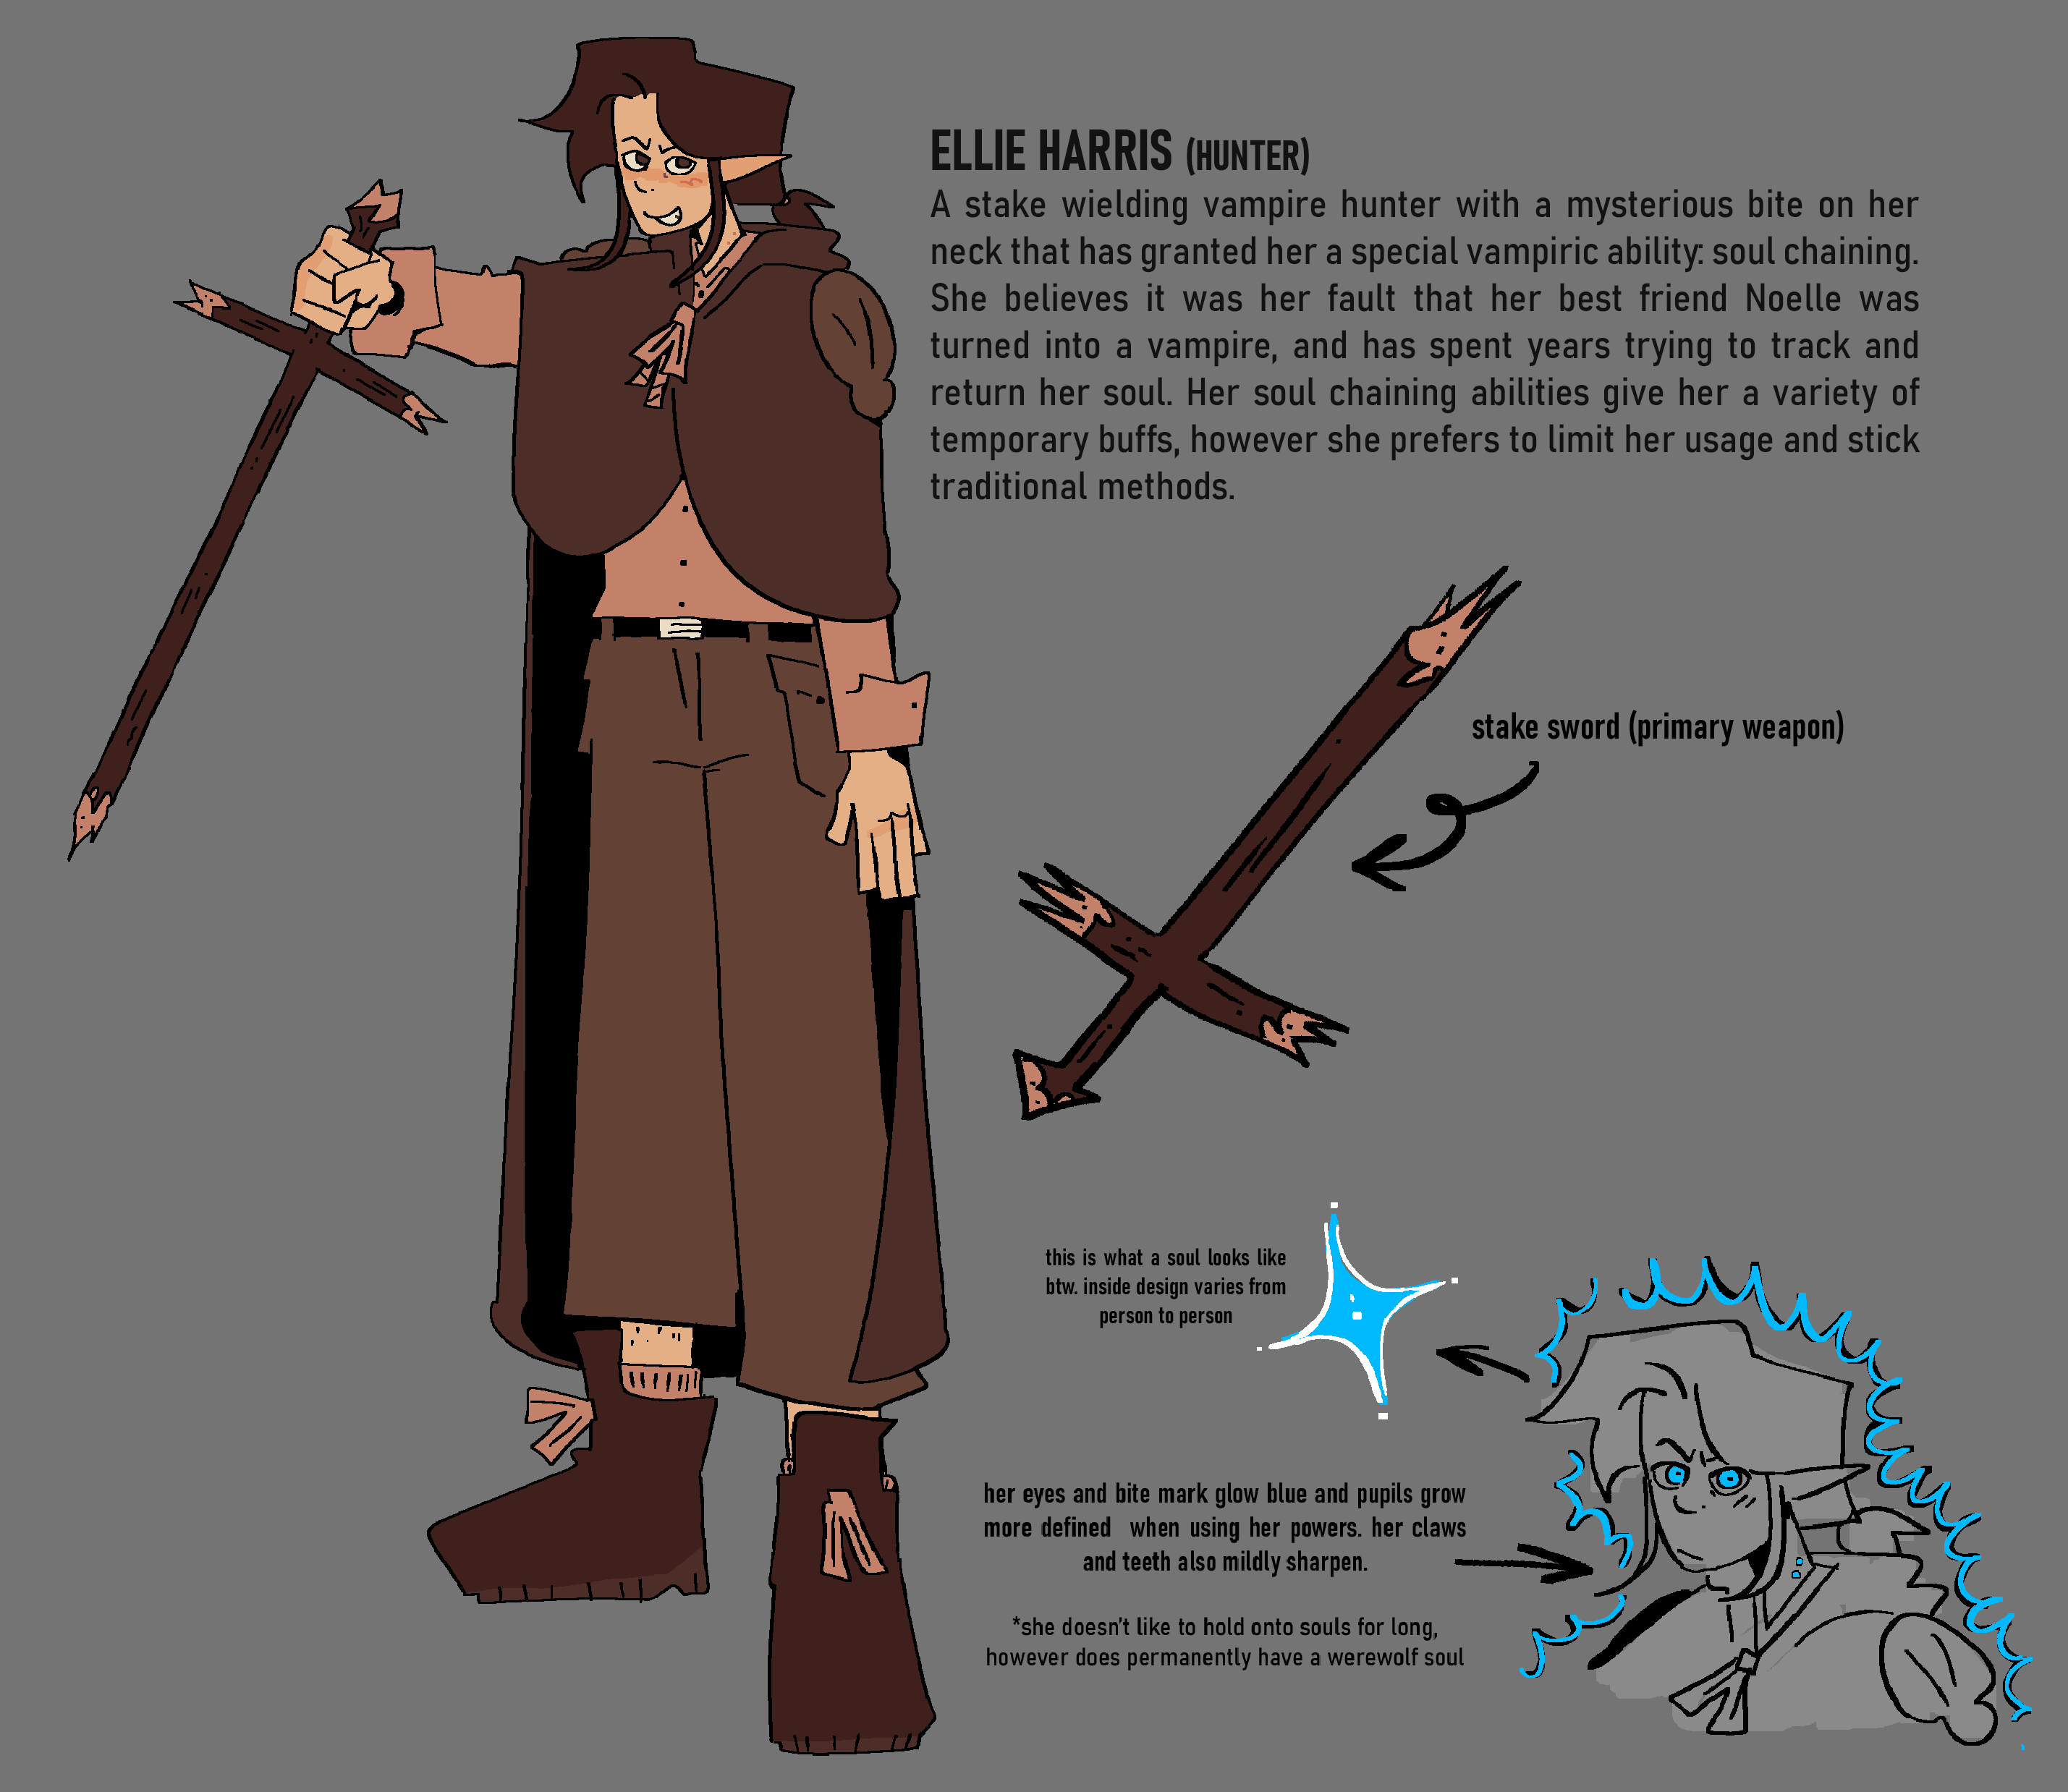 ELLIE HARRIS (HUNTER)
A stake wielding vampire hunter with a mysterious bite on her
neck that has granted her a special vampiric ability: soul chaining.
She believes it was her fault that her best friend Noelle was
turned into a vampire, and has spent years trying to track and
return her soul. Her soul chaining abilities give her a variety of
temporary buffs, however she prefers to limit her usage and stick
traditional methods.
stake sword (primary weapon)
this is what a soul looks like
btw. inside design varies from
person to person
her eyes and bite mark glow blue and pupils grow
more defined when using her powers. her claws
and teeth also mildly sharpen.
*she doesn't like to hold onto souls for long,
however does permanently have a werewolf soul